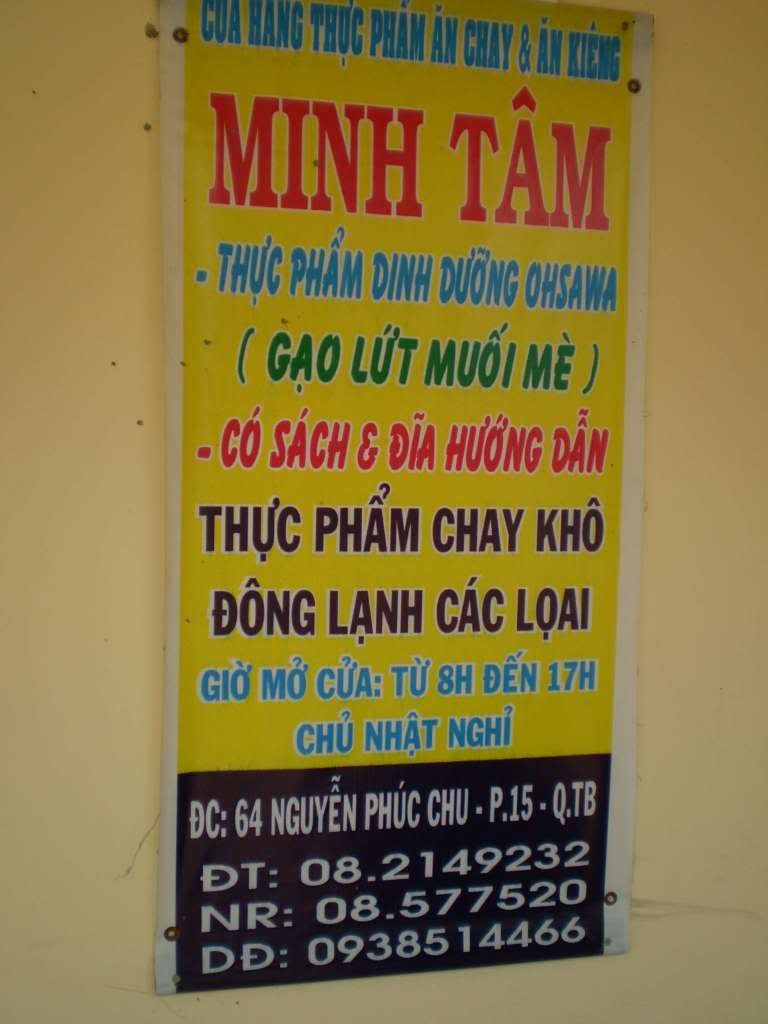 CỬA HÀNG THỰC PHẨM ĂN CHAY & ĂN KIÊNG
MINH TÂM
- THỰC PHẨM DINH DƯỠNG OHSAWA
( GẠO LỨT MUỐI MÈ )
- CÓ SÁCH & ĐĨA HƯỚNG DẪN
THỰC PHẨM CHAY KHÔ
ĐÔNG LẠNH CÁC LỌAI
GIỜ MỞ CỬA: TỪ 8H ĐẾN 17H
CHỦ NHẬT NGHỈ
ĐC: 64 NGUYỄN PHÚC CHU - P.15 - Q.TB
ĐT: 08.2149232
NR: 08.577520
DĐ: 0938514466